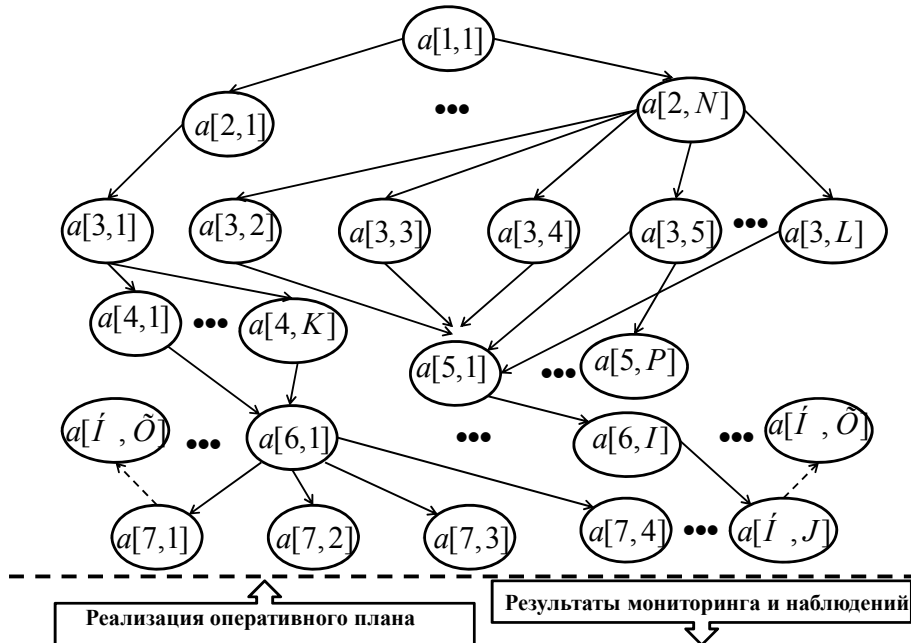 a[1,1]
a[2,1] ••• a[2,N]
a[3,1] a[3,2] a[3,3] a[3,4] a[3,5] ••• a[3,L]
a[4,1] ••• a[4,K] a[5,1] ••• a[5,P]
a[Í ,Õ] ••• a[6,1] ••• a[6,I] ••• a[Í ,Õ]
a[7,1] a[7,2] a[7,3] a[7,4] ••• a[Í ,J]
Реализация оперативного плана
Результаты мониторинга и наблюдений